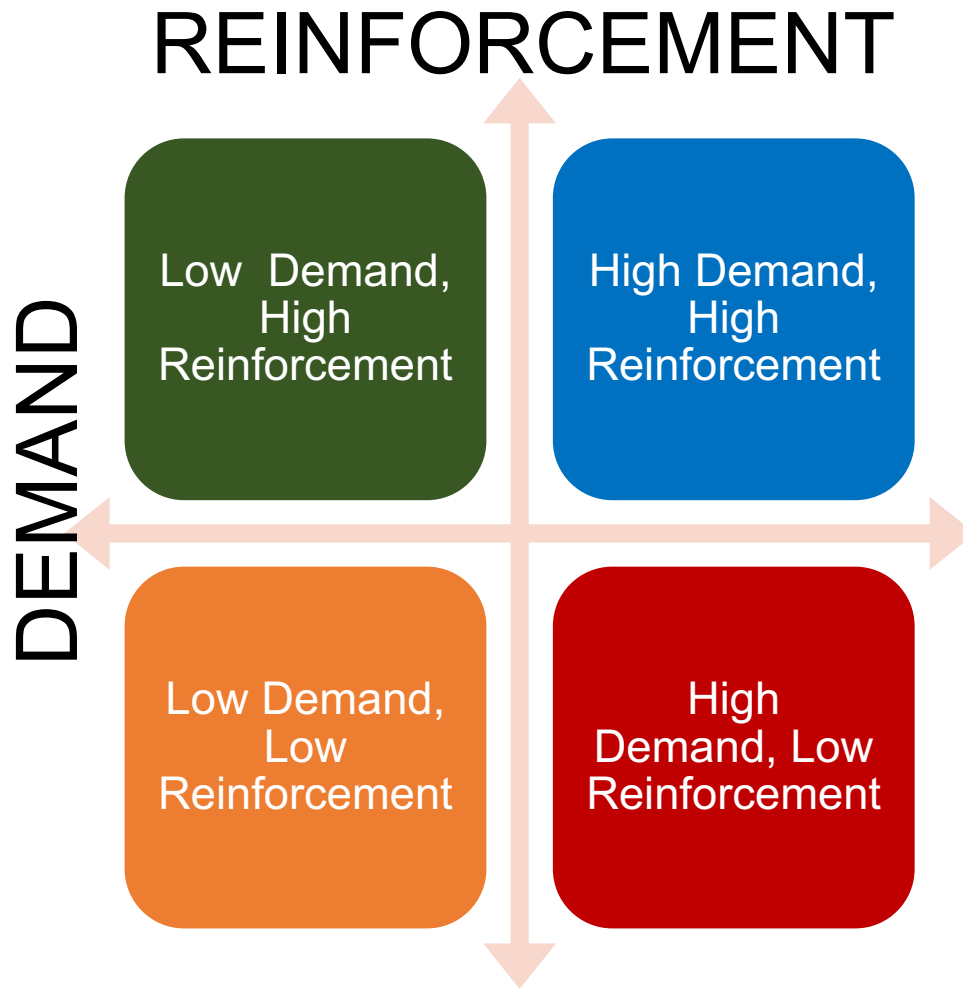 REINFORCEMENT
DEMAND
Low  Demand,
High
Reinforcement
High Demand,
High
Reinforcement
Low Demand,
Low
Reinforcement
High
Demand, Low
Reinforcement